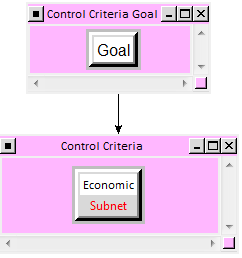 Control Criteria Goal
Goal
Control Criteria
Economic
Subnet